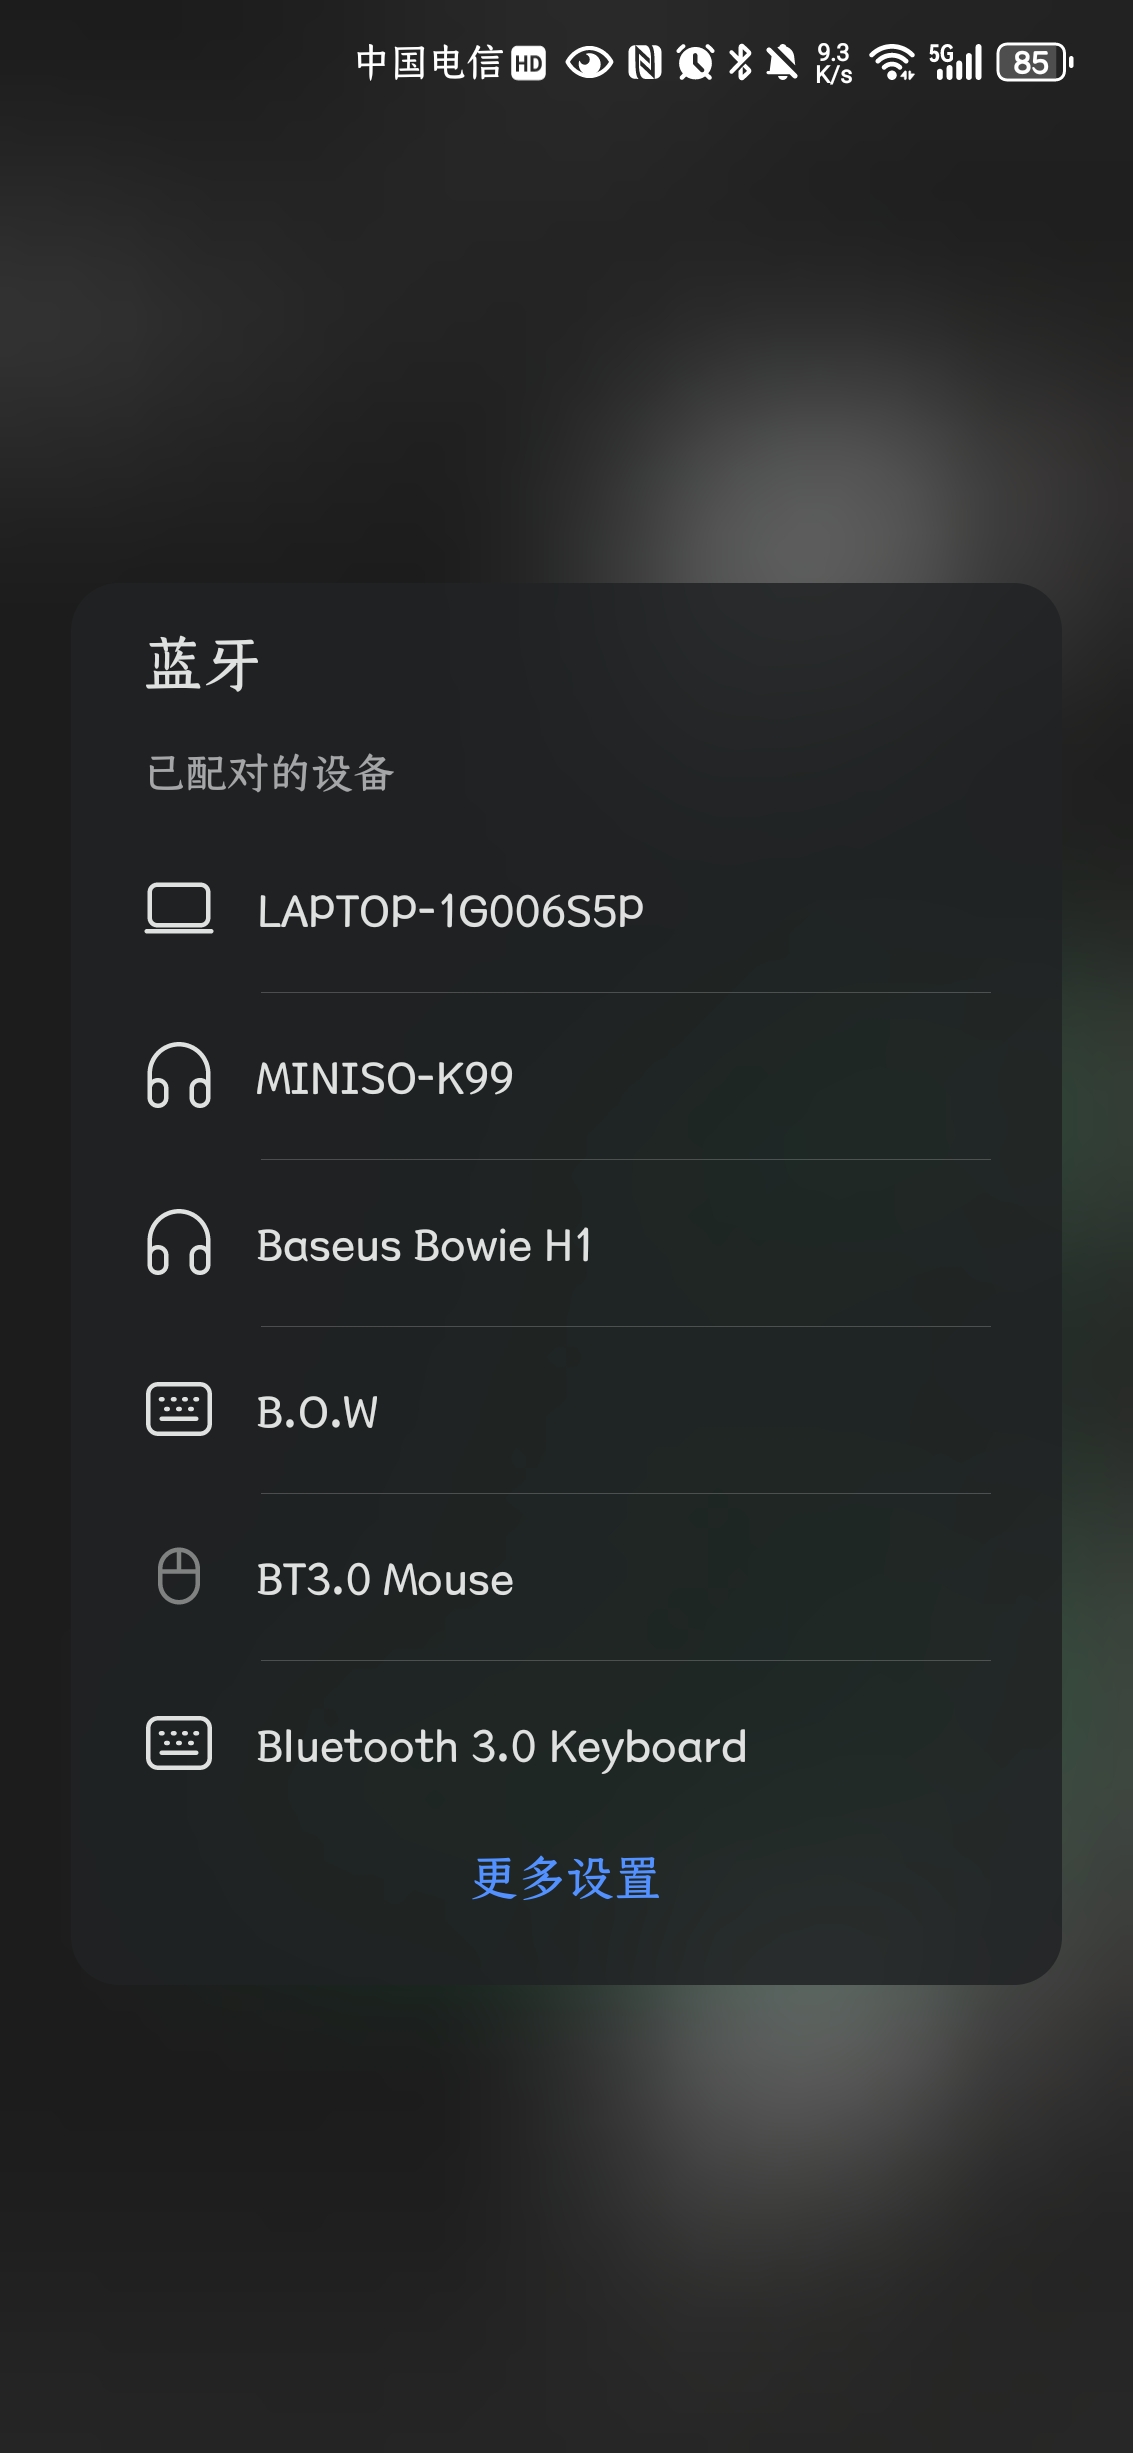 中国电信 HD 9.3 K/s 5G 85
蓝牙
已配对的设备
LAPTOP-1G006S5P
MINISO-K99
Baseus Bowie H1
B.O.W
BT3.0 Mouse
Bluetooth 3.0 Keyboard
更多设置